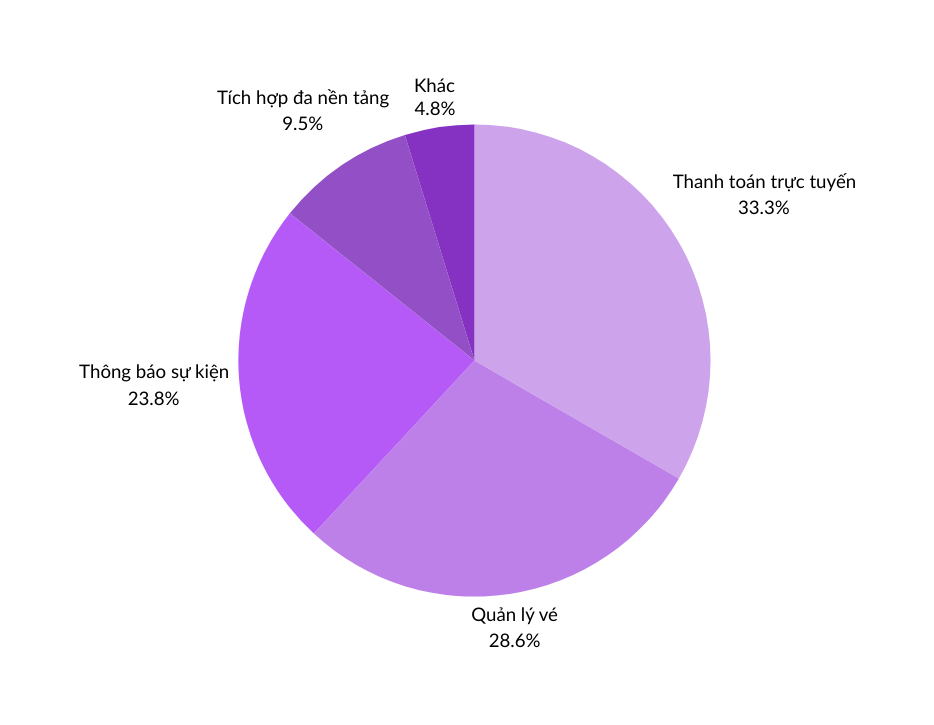 Khác
4.8%
Tích hợp đa nền tảng
9.5%
Thanh toán trực tuyến
33.3%
Thông báo sự kiện
23.8%
Quản lý vé
28.6%